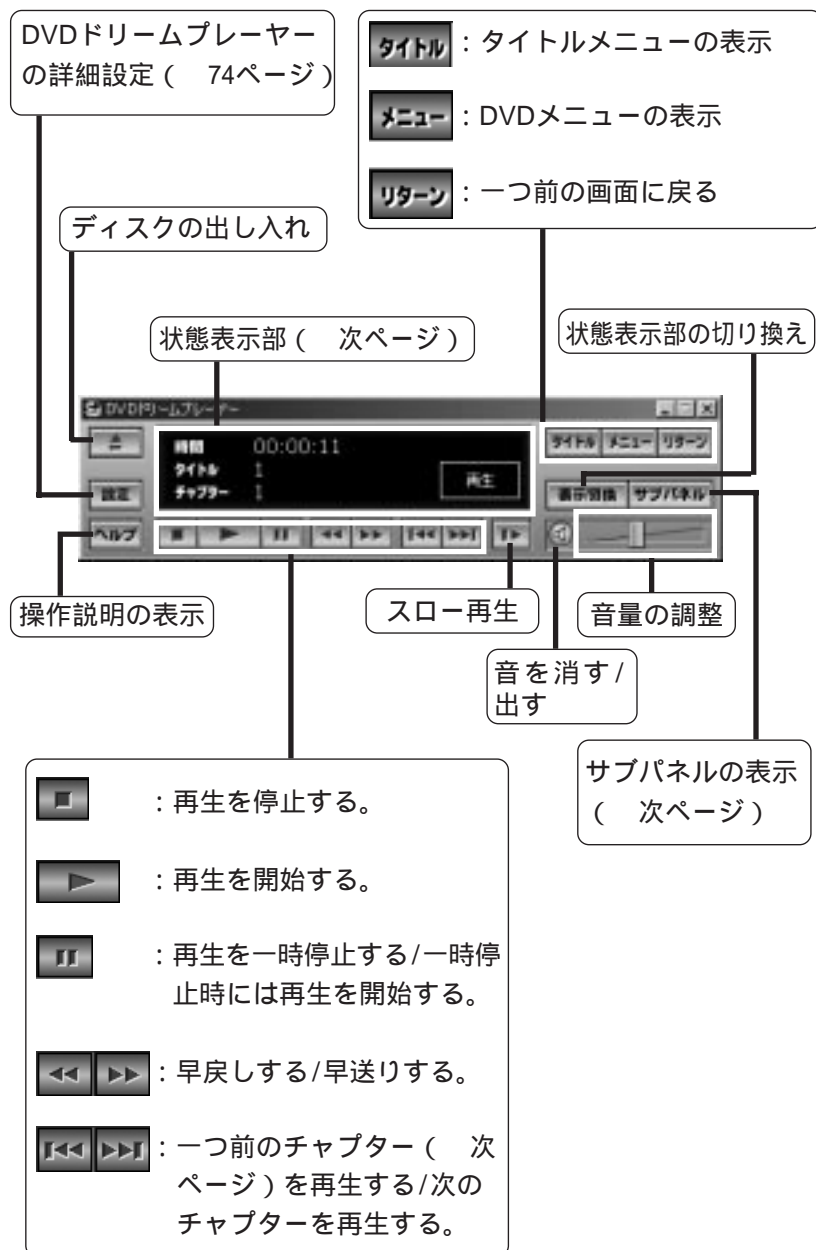 DVDドリームプレーヤー
の詳細設定（　74ページ）
タイトル：タイトルメニューの表示
メニュー：DVDメニューの表示
リターン：一つ前の画面に戻る
ディスクの出し入れ
状態表示部（　次ページ）
状態表示部の切り換え
DVDドリームプレーヤー
時間 00:00:11
タイトル 1
チャプター 1
再生
タイトル メニュー リターン
設定
表示切換 サブパネル
ヘルプ
操作説明の表示
スロー再生
音量の調整
音を消す/
出す
サブパネルの表示
（　次ページ）
：再生を停止する。
：再生を開始する。
：再生を一時停止する/一時停
止時には再生を開始する。
：早戻しする/早送りする。
：一つ前のチャプター（　次
ページ）を再生する/次の
チャプターを再生する。